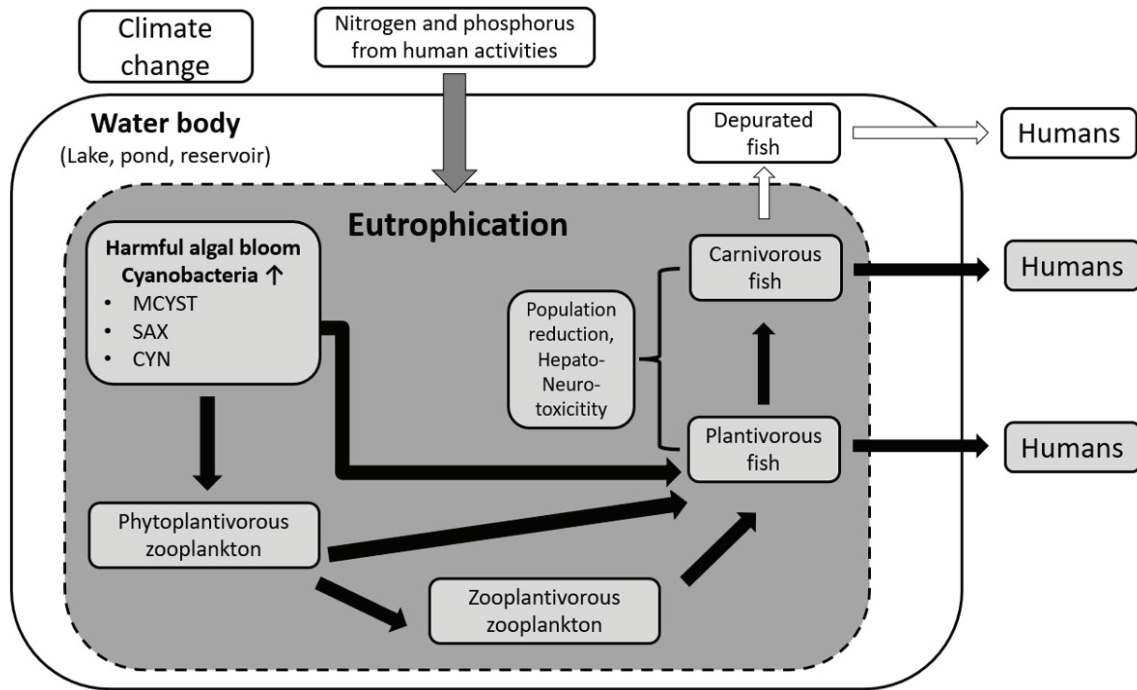 Climate
change
Nitrogen and phosphorus
from human activities
Water body
(Lake, pond, reservoir)
Depurated
fish
Humans
Eutrophication
Harmful algal bloom
Cyanobacteria ↑
• MCYST
• SAX
• CYN
Carnivorous
fish
Humans
Population
reduction,
Hepato-
Neuro-
toxicitity
Plantivorous
fish
Humans
Phytoplantivorous
zooplankton
Zooplantivorous
zooplankton